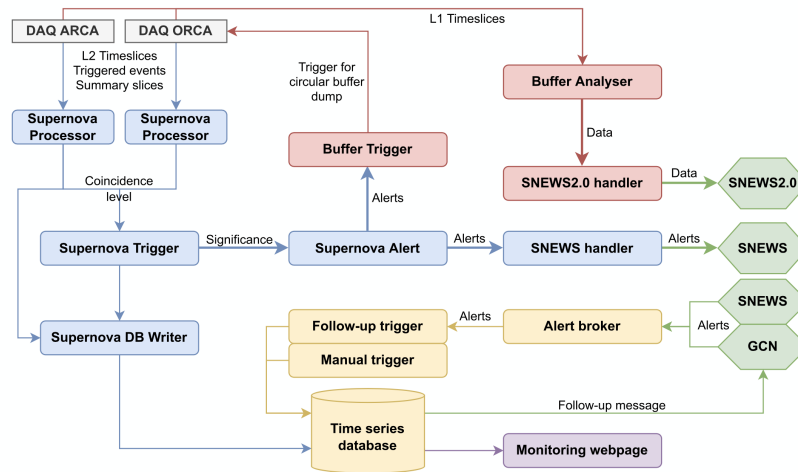 L1 Timeslices
DAQ ARCA
DAQ ORCA
L2 Timeslices
Triggered events
Summary slices
Trigger for
circular buffer
dump
Buffer Analyser
Supernova
Processor
Supernova
Processor
Buffer Trigger
Data
Coincidence
level
Alerts
SNEWS2.0 handler
Data
SNEWS2.0
Supernova Trigger
Significance
Supernova Alert
Alerts
SNEWS handler
Alerts
SNEWS
SNEWS
Supernova DB Writer
Follow-up trigger
Alerts
Alert broker
Alerts
GCN
Manual trigger
Follow-up message
Time series
database
Monitoring webpage